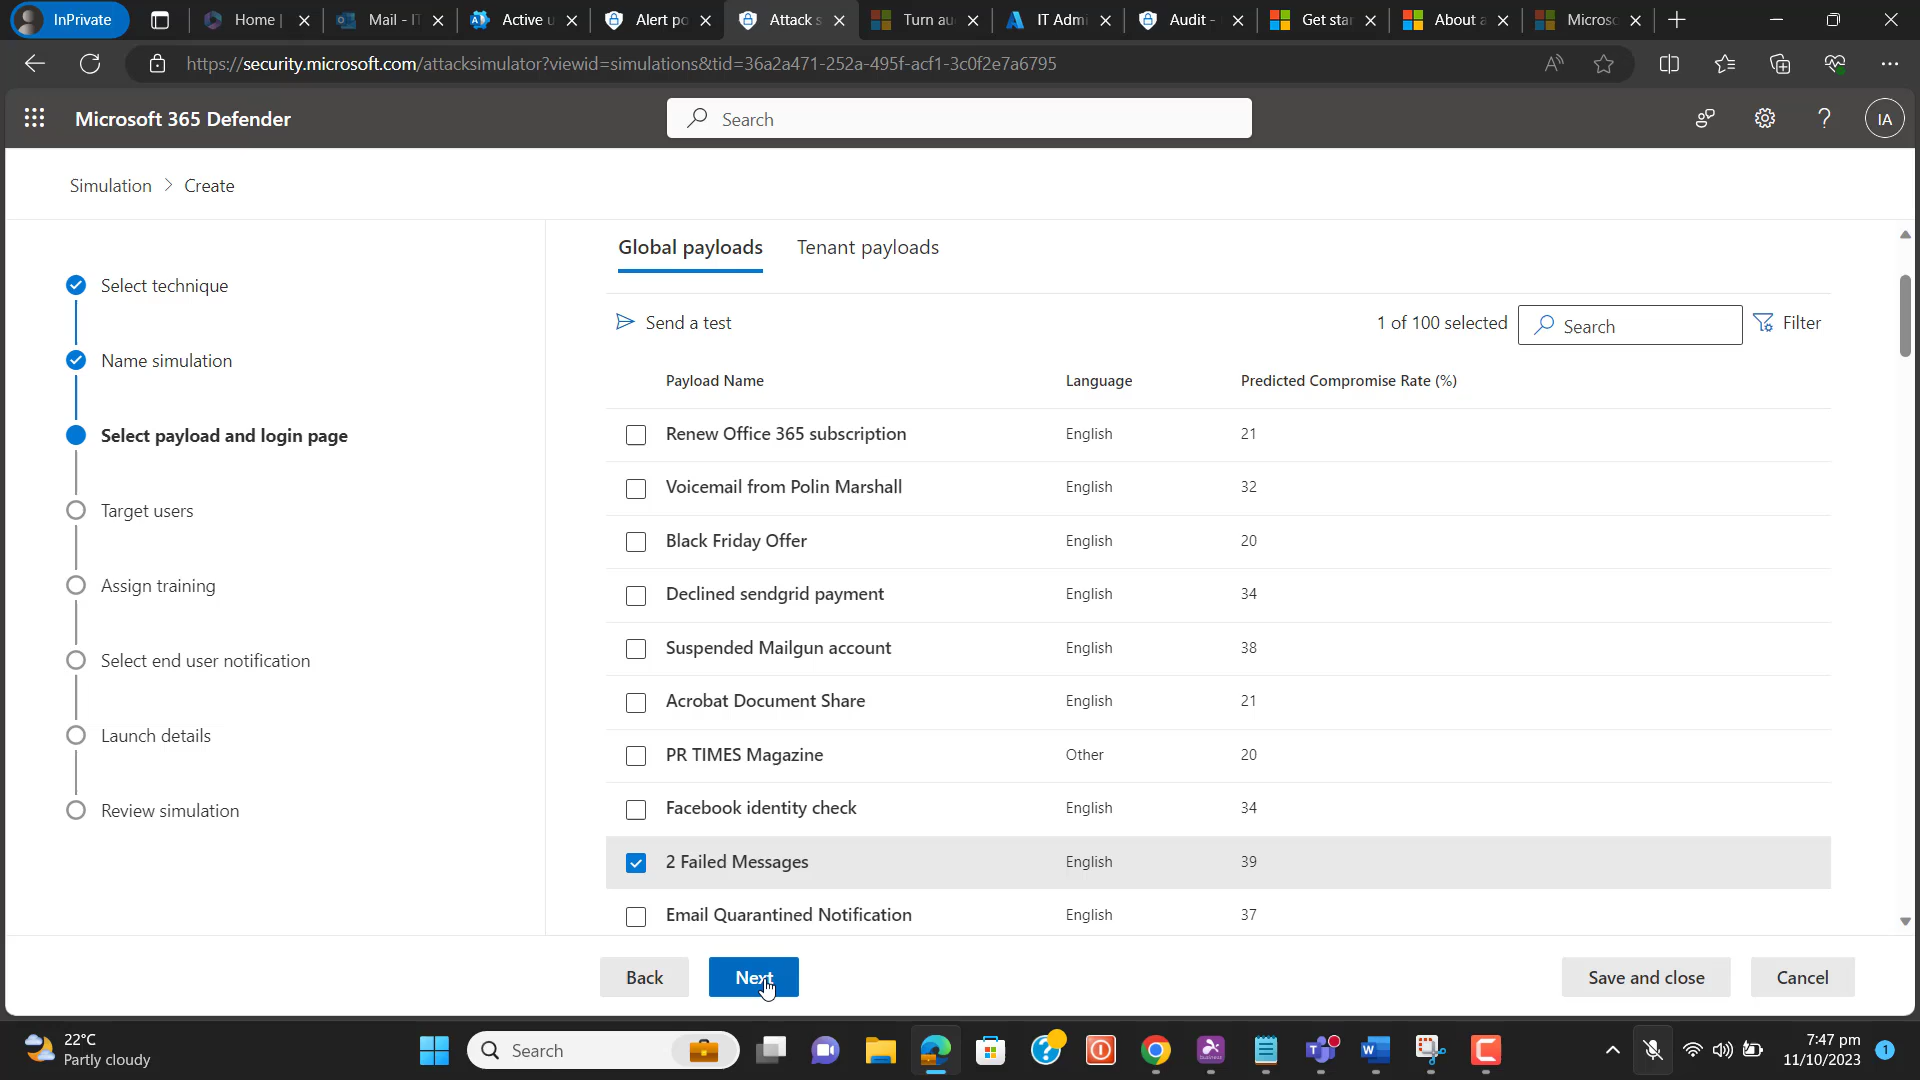 InPrivate Home | Mail - IT Active u Alert po Attack s Turn au IT Admi Audit - Get star About a Microso
https://security.microsoft.com/attacksimulator?viewid=simulations&tid=36a2a471-252a-495f-acf1-3c0f2e7a6795
Microsoft 365 Defender Search IA
Simulation > Create
Global payloads Tenant payloads
Select technique
Send a test 1 of 100 selected Search Filter
Name simulation
Payload Name Language Predicted Compromise Rate (%)
Select payload and login page
Renew Office 365 subscription English 21
Voicemail from Polin Marshall English 32
Target users
Black Friday Offer English 20
Assign training
Declined sendgrid payment English 34
Suspended Mailgun account English 38
Select end user notification
Acrobat Document Share English 21
Launch details
PR TIMES Magazine Other 20
Review simulation
Facebook identity check English 34
2 Failed Messages English 39
Email Quarantined Notification English 37
Back Next Save and close Cancel
22°C
Partly cloudy
Search
7:47 pm
11/10/2023
1